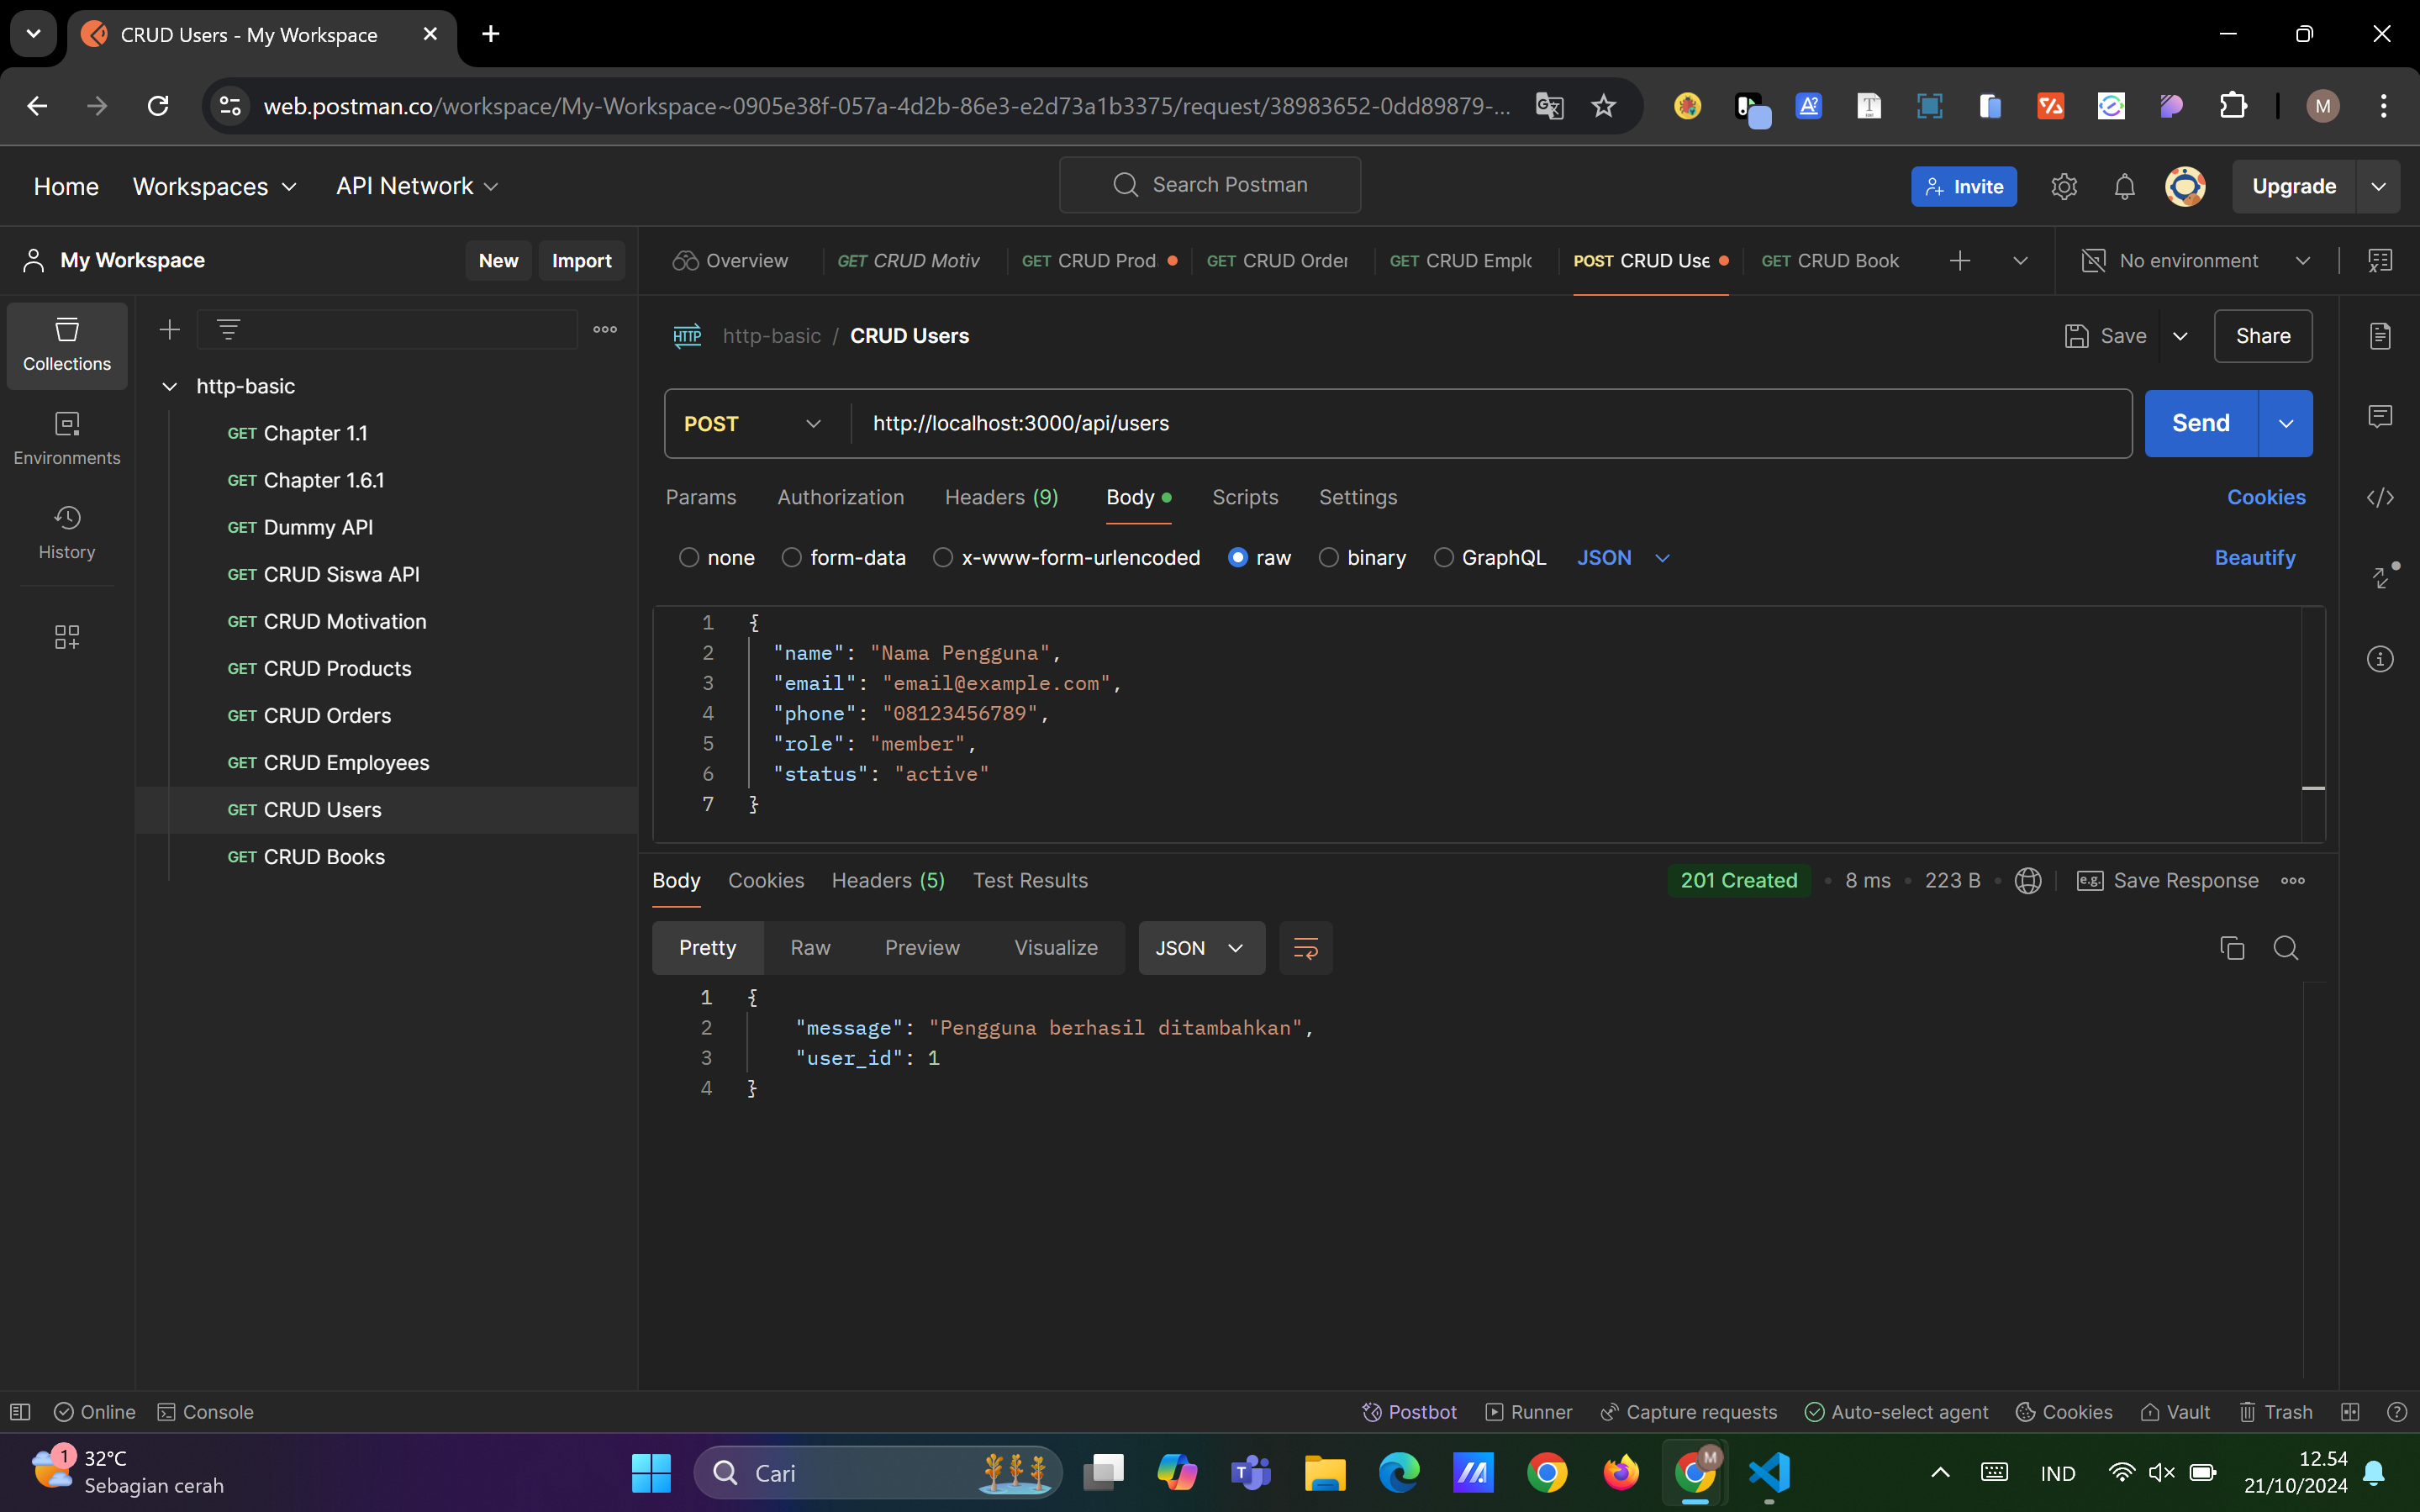 CRUD Users - My Workspace
web.postman.co/workspace/My-Workspace~0905e38f-057a-4d2b-86e3-e2d73a1b3375/request/38983652-0dd89879-...
M
Home Workspaces API Network
Search Postman
Invite
Upgrade
My Workspace
New Import
Overview
GET CRUD Motiv
GET CRUD Prod
GET CRUD Order
GET CRUD Emplo
POST CRUD Use
GET CRUD Book
No environment
Collections
Environments
History
http-basic
GET Chapter 1.1
GET Chapter 1.6.1
GET Dummy API
GET CRUD Siswa API
GET CRUD Motivation
GET CRUD Products
GET CRUD Orders
GET CRUD Employees
GET CRUD Users
GET CRUD Books
HTTP http-basic / CRUD Users
Save
Share
POST http://localhost:3000/api/users
Send
Params Authorization Headers (9) Body Scripts Settings
Cookies
none form-data x-www-form-urlencoded raw binary GraphQL JSON
Beautify
1 {
2 "name": "Nama Pengguna",
3 "email": "email@example.com",
4 "phone": "08123456789",
5 "role": "member",
6 "status": "active"
7 }
Body Cookies Headers (5) Test Results
201 Created • 8 ms • 223 B
e.g. Save Response
Pretty Raw Preview Visualize JSON
1 {
2 "message": "Pengguna berhasil ditambahkan",
3 "user_id": 1
4 }
Online Console
Postbot Runner Capture requests Auto-select agent Cookies Vault Trash
1
32°C
Sebagian cerah
Cari
M
IND
12.54
21/10/2024